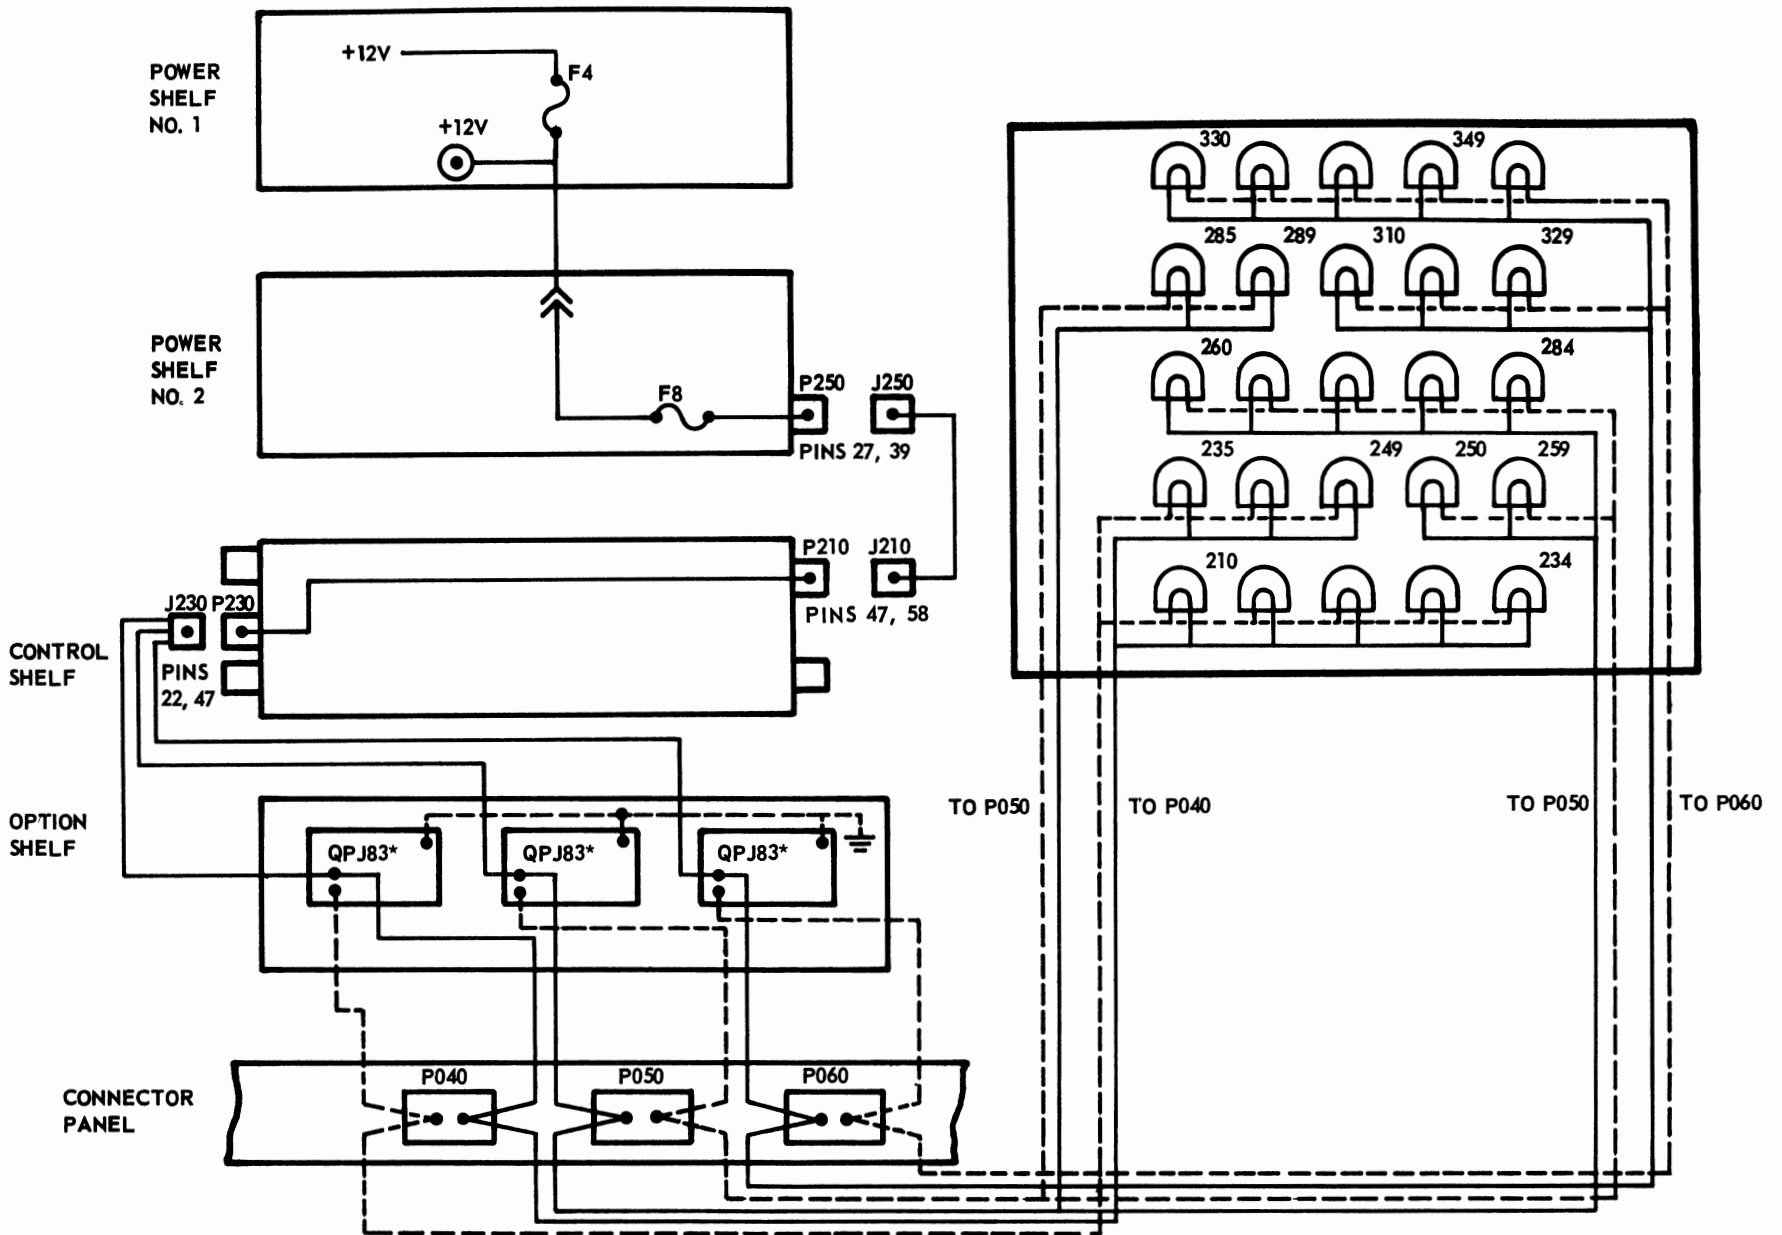 POWER
SHELF
NO. 1
+12V
F4
+12V
POWER
SHELF
NO. 2
F8
P250
J250
PINS 27, 39
CONTROL
SHELF
J230
P230
PINS
22, 47
P210
J210
PINS 47, 58
OPTION
SHELF
QPJ83*
QPJ83*
QPJ83*
CONNECTOR
PANEL
P040
P050
P060
330
349
285
289
310
329
260
284
235
249
250
259
210
234
TO P050
TO P040
TO P050
TO P060